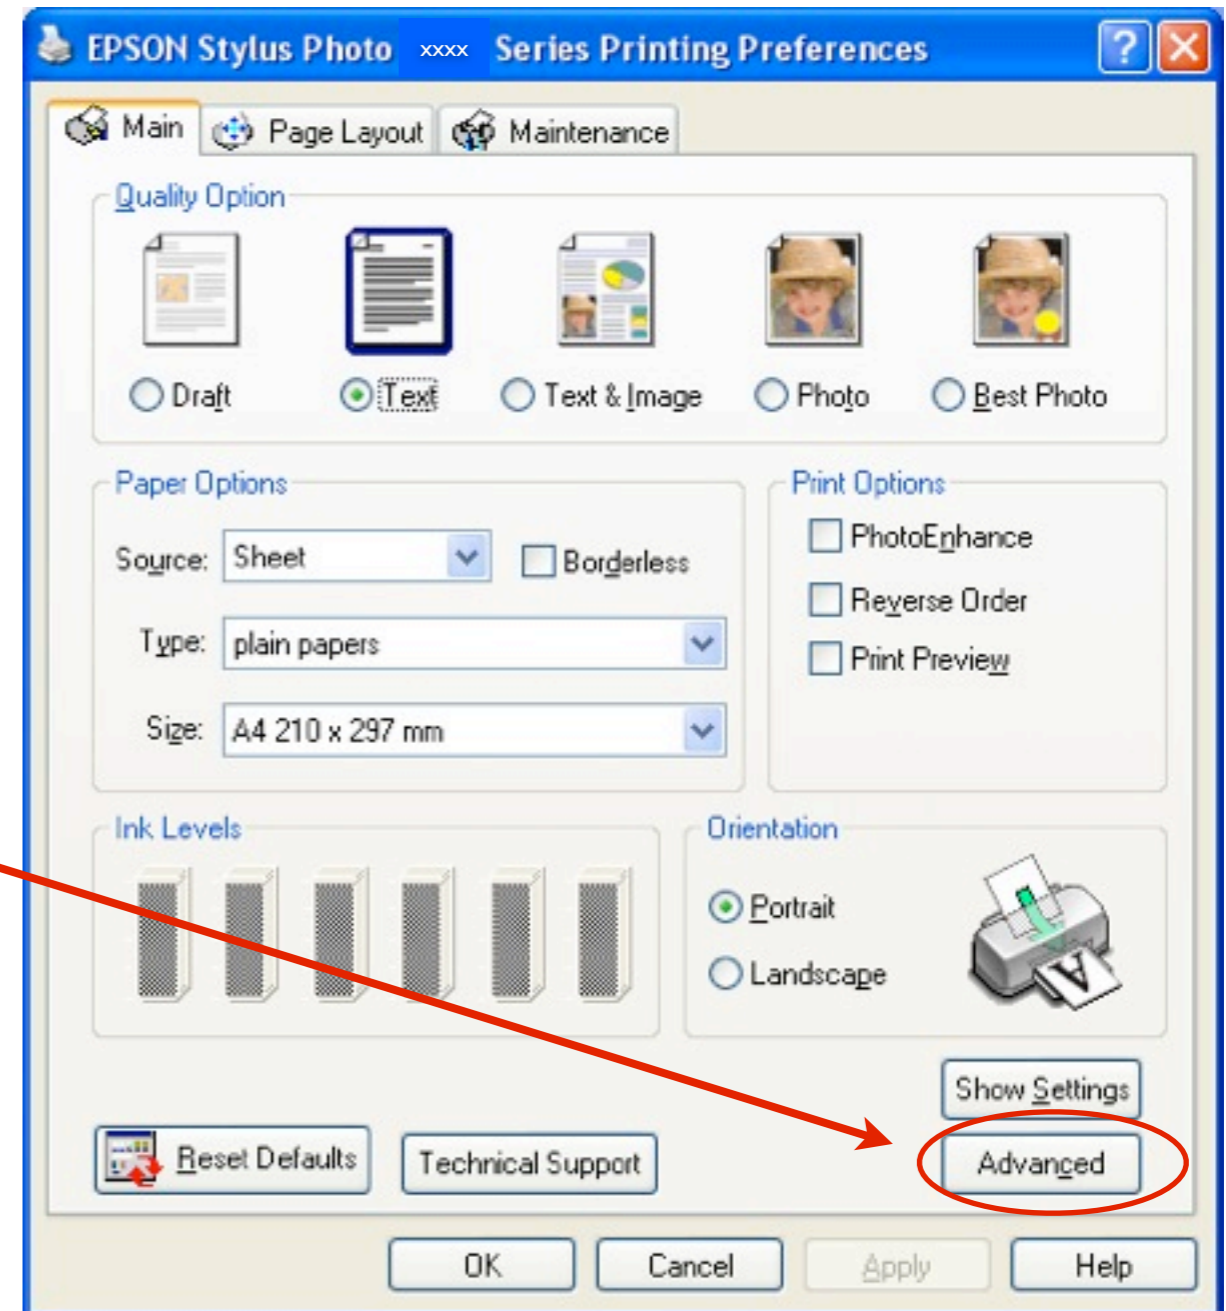 EPSON Stylus Photo xxxx Series Printing Preferences
Main Page Layout Maintenance
Quality Option
Draft Text Text & Image Photo Best Photo
Paper Options
Source: Sheet Borderless
Type: plain papers
Size: A4 210 x 297 mm
Print Options
PhotoEnhance
Reverse Order
Print Preview
Ink Levels
Orientation
Portrait
Landscape
A
Show Settings
Reset Defaults Technical Support Advanced
OK Cancel Apply Help